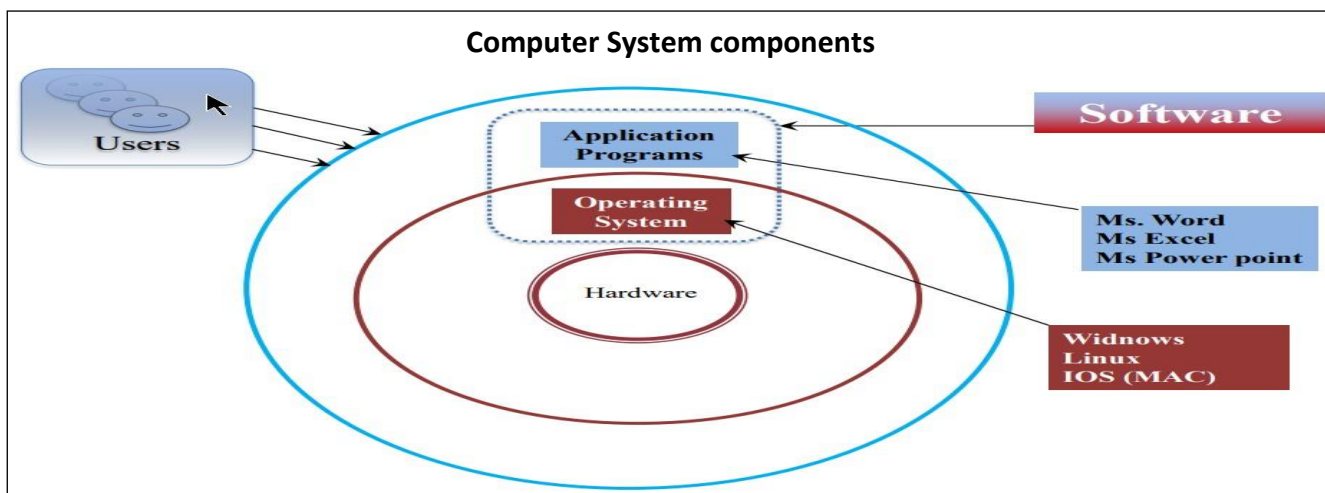 Computer System components
Users
Software
Application
Programs
Operating
System
Hardware
Ms. Word
Ms Excel
Ms Power point
Widnows
Linux
IOS (MAC)